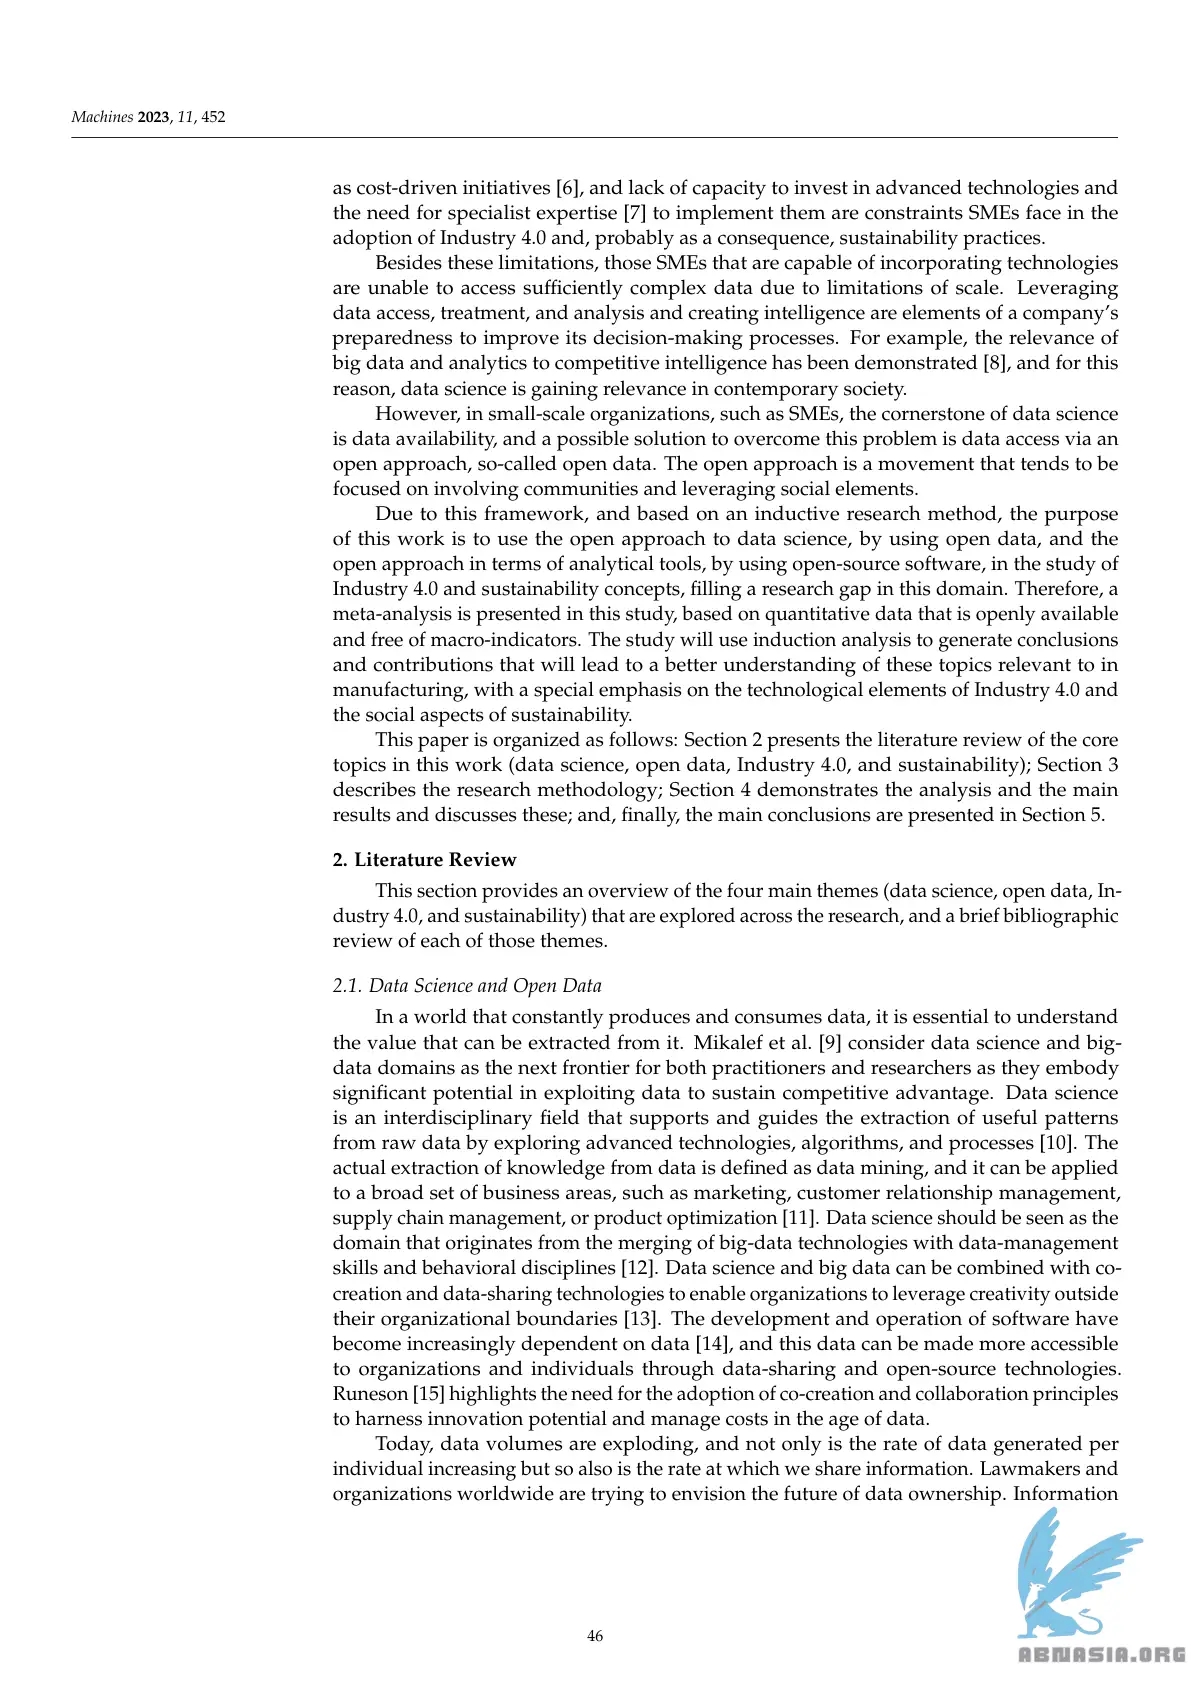 Machines 2023, 11, 452
as cost-driven initiatives [6], and lack of capacity to invest in advanced technologies and
the need for specialist expertise [7] to implement them are constraints SMEs face in the
adoption of Industry 4.0 and, probably as a consequence, sustainability practices.
Besides these limitations, those SMEs that are capable of incorporating technologies
are unable to access sufficiently complex data due to limitations of scale. Leveraging
data access, treatment, and analysis and creating intelligence are elements of a company's
preparedness to improve its decision-making processes. For example, the relevance of
big data and analytics to competitive intelligence has been demonstrated [8], and for this
reason, data science is gaining relevance in contemporary society.
However, in small-scale organizations, such as SMEs, the cornerstone of data science
is data availability, and a possible solution to overcome this problem is data access via an
open approach, so-called open data. The open approach is a movement that tends to be
focused on involving communities and leveraging social elements.
Due to this framework, and based on an inductive research method, the purpose
of this work is to use the open approach to data science, by using open data, and the
open approach in terms of analytical tools, by using open-source software, in the study of
Industry 4.0 and sustainability concepts, filling a research gap in this domain. Therefore, a
meta-analysis is presented in this study, based on quantitative data that is openly available
and free of macro-indicators. The study will use induction analysis to generate conclusions
and contributions that will lead to a better understanding of these topics relevant to in
manufacturing, with a special emphasis on the technological elements of Industry 4.0 and
the social aspects of sustainability.
This paper is organized as follows: Section 2 presents the literature review of the core
topics in this work (data science, open data, Industry 4.0, and sustainability); Section 3
describes the research methodology; Section 4 demonstrates the analysis and the main
results and discusses these; and, finally, the main conclusions are presented in Section 5.
2. Literature Review
This section provides an overview of the four main themes (data science, open data, In-
dustry 4.0, and sustainability) that are explored across the research, and a brief bibliographic
review of each of those themes.
2.1. Data Science and Open Data
In a world that constantly produces and consumes data, it is essential to understand
the value that can be extracted from it. Mikalef et al. [9] consider data science and big-
data domains as the next frontier for both practitioners and researchers as they embody
significant potential in exploiting data to sustain competitive advantage. Data science
is an interdisciplinary field that supports and guides the extraction of useful patterns
from raw data by exploring advanced technologies, algorithms, and processes [10]. The
actual extraction of knowledge from data is defined as data mining, and it can be applied
to a broad set of business areas, such as marketing, customer relationship management,
supply chain management, or product optimization [11]. Data science should be seen as the
domain that originates from the merging of big-data technologies with data-management
skills and behavioral disciplines [12]. Data science and big data can be combined with co-
creation and data-sharing technologies to enable organizations to leverage creativity outside
their organizational boundaries [13]. The development and operation of software have
become increasingly dependent on data [14], and this data can be made more accessible
to organizations and individuals through data-sharing and open-source technologies.
Runeson [15] highlights the need for the adoption of co-creation and collaboration principles
to harness innovation potential and manage costs in the age of data.
Today, data volumes are exploding, and not only is the rate of data generated per
individual increasing but so also is the rate at which we share information. Lawmakers and
organizations worldwide are trying to envision the future of data ownership. Information
46
ABNASIA.ORG